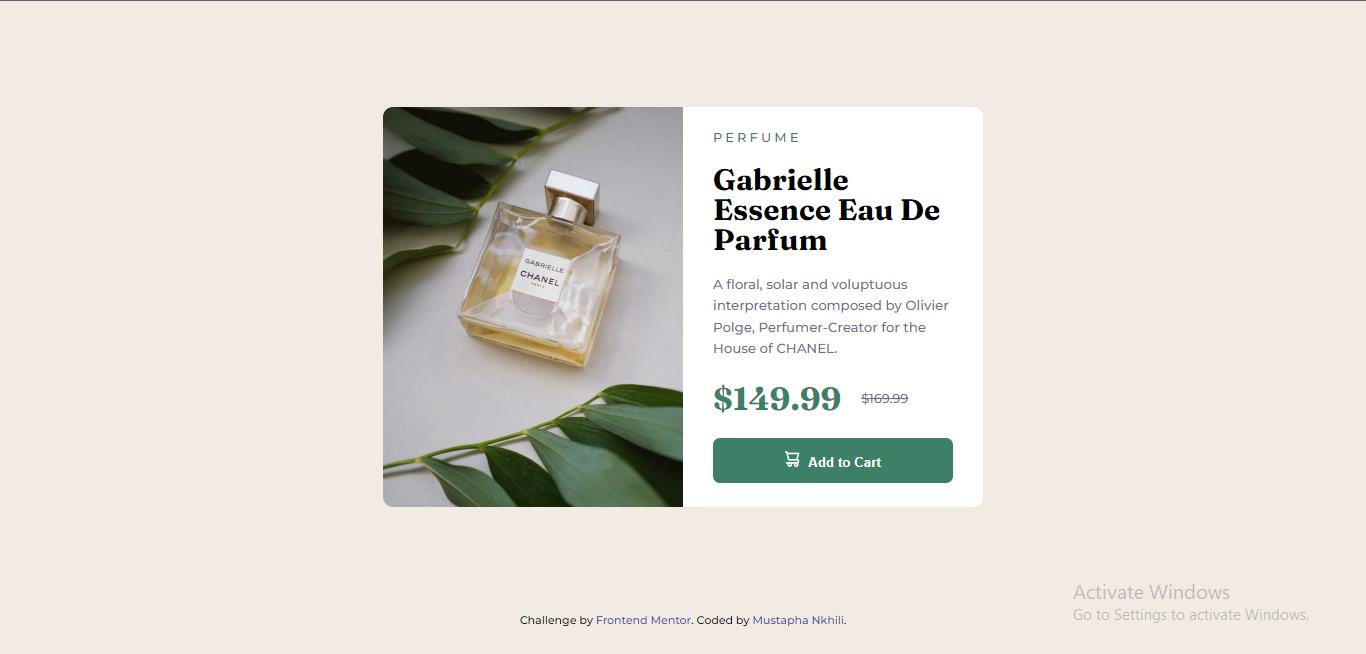 PERFUME
Gabrielle
Essence Eau De
Parfum
A floral, solar and voluptuous
interpretation composed by Olivier
Polge, Perfumer-Creator for the
House of CHANEL.
$149.99 $169.99
Add to Cart
GABRIELLE
CHANEL
PARIS
Activate Windows
Go to Settings to activate Windows.
Challenge by Frontend Mentor. Coded by Mustapha Nkhili.